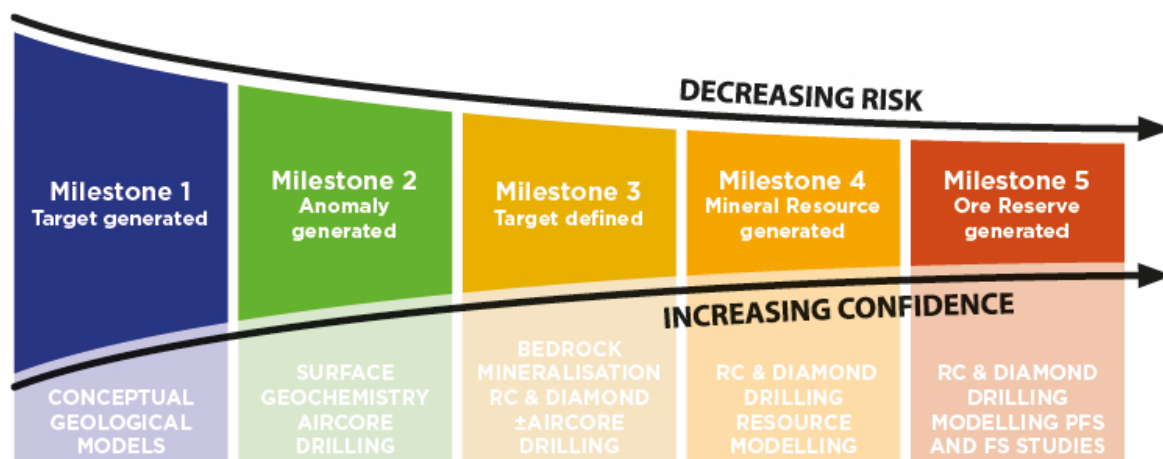 DECREASING RISK
Milestone 1
Target generated
Milestone 2
Anomaly
generated
Milestone 3
Target defined
Milestone 4
Mineral Resource
generated
Milestone 5
Ore Reserve
generated
INCREASING CONFIDENCE
CONCEPTUAL
GEOLOGICAL
MODELS
SURFACE
GEOCHEMISTRY
AIRCORE
DRILLING
BEDROCK
MINERALISATION
RC & DIAMOND
±AIRCORE
DRILLING
RC & DIAMOND
DRILLING
RESOURCE
MODELLING
RC & DIAMOND
DRILLING
MODELLING PFS
AND FS STUDIES